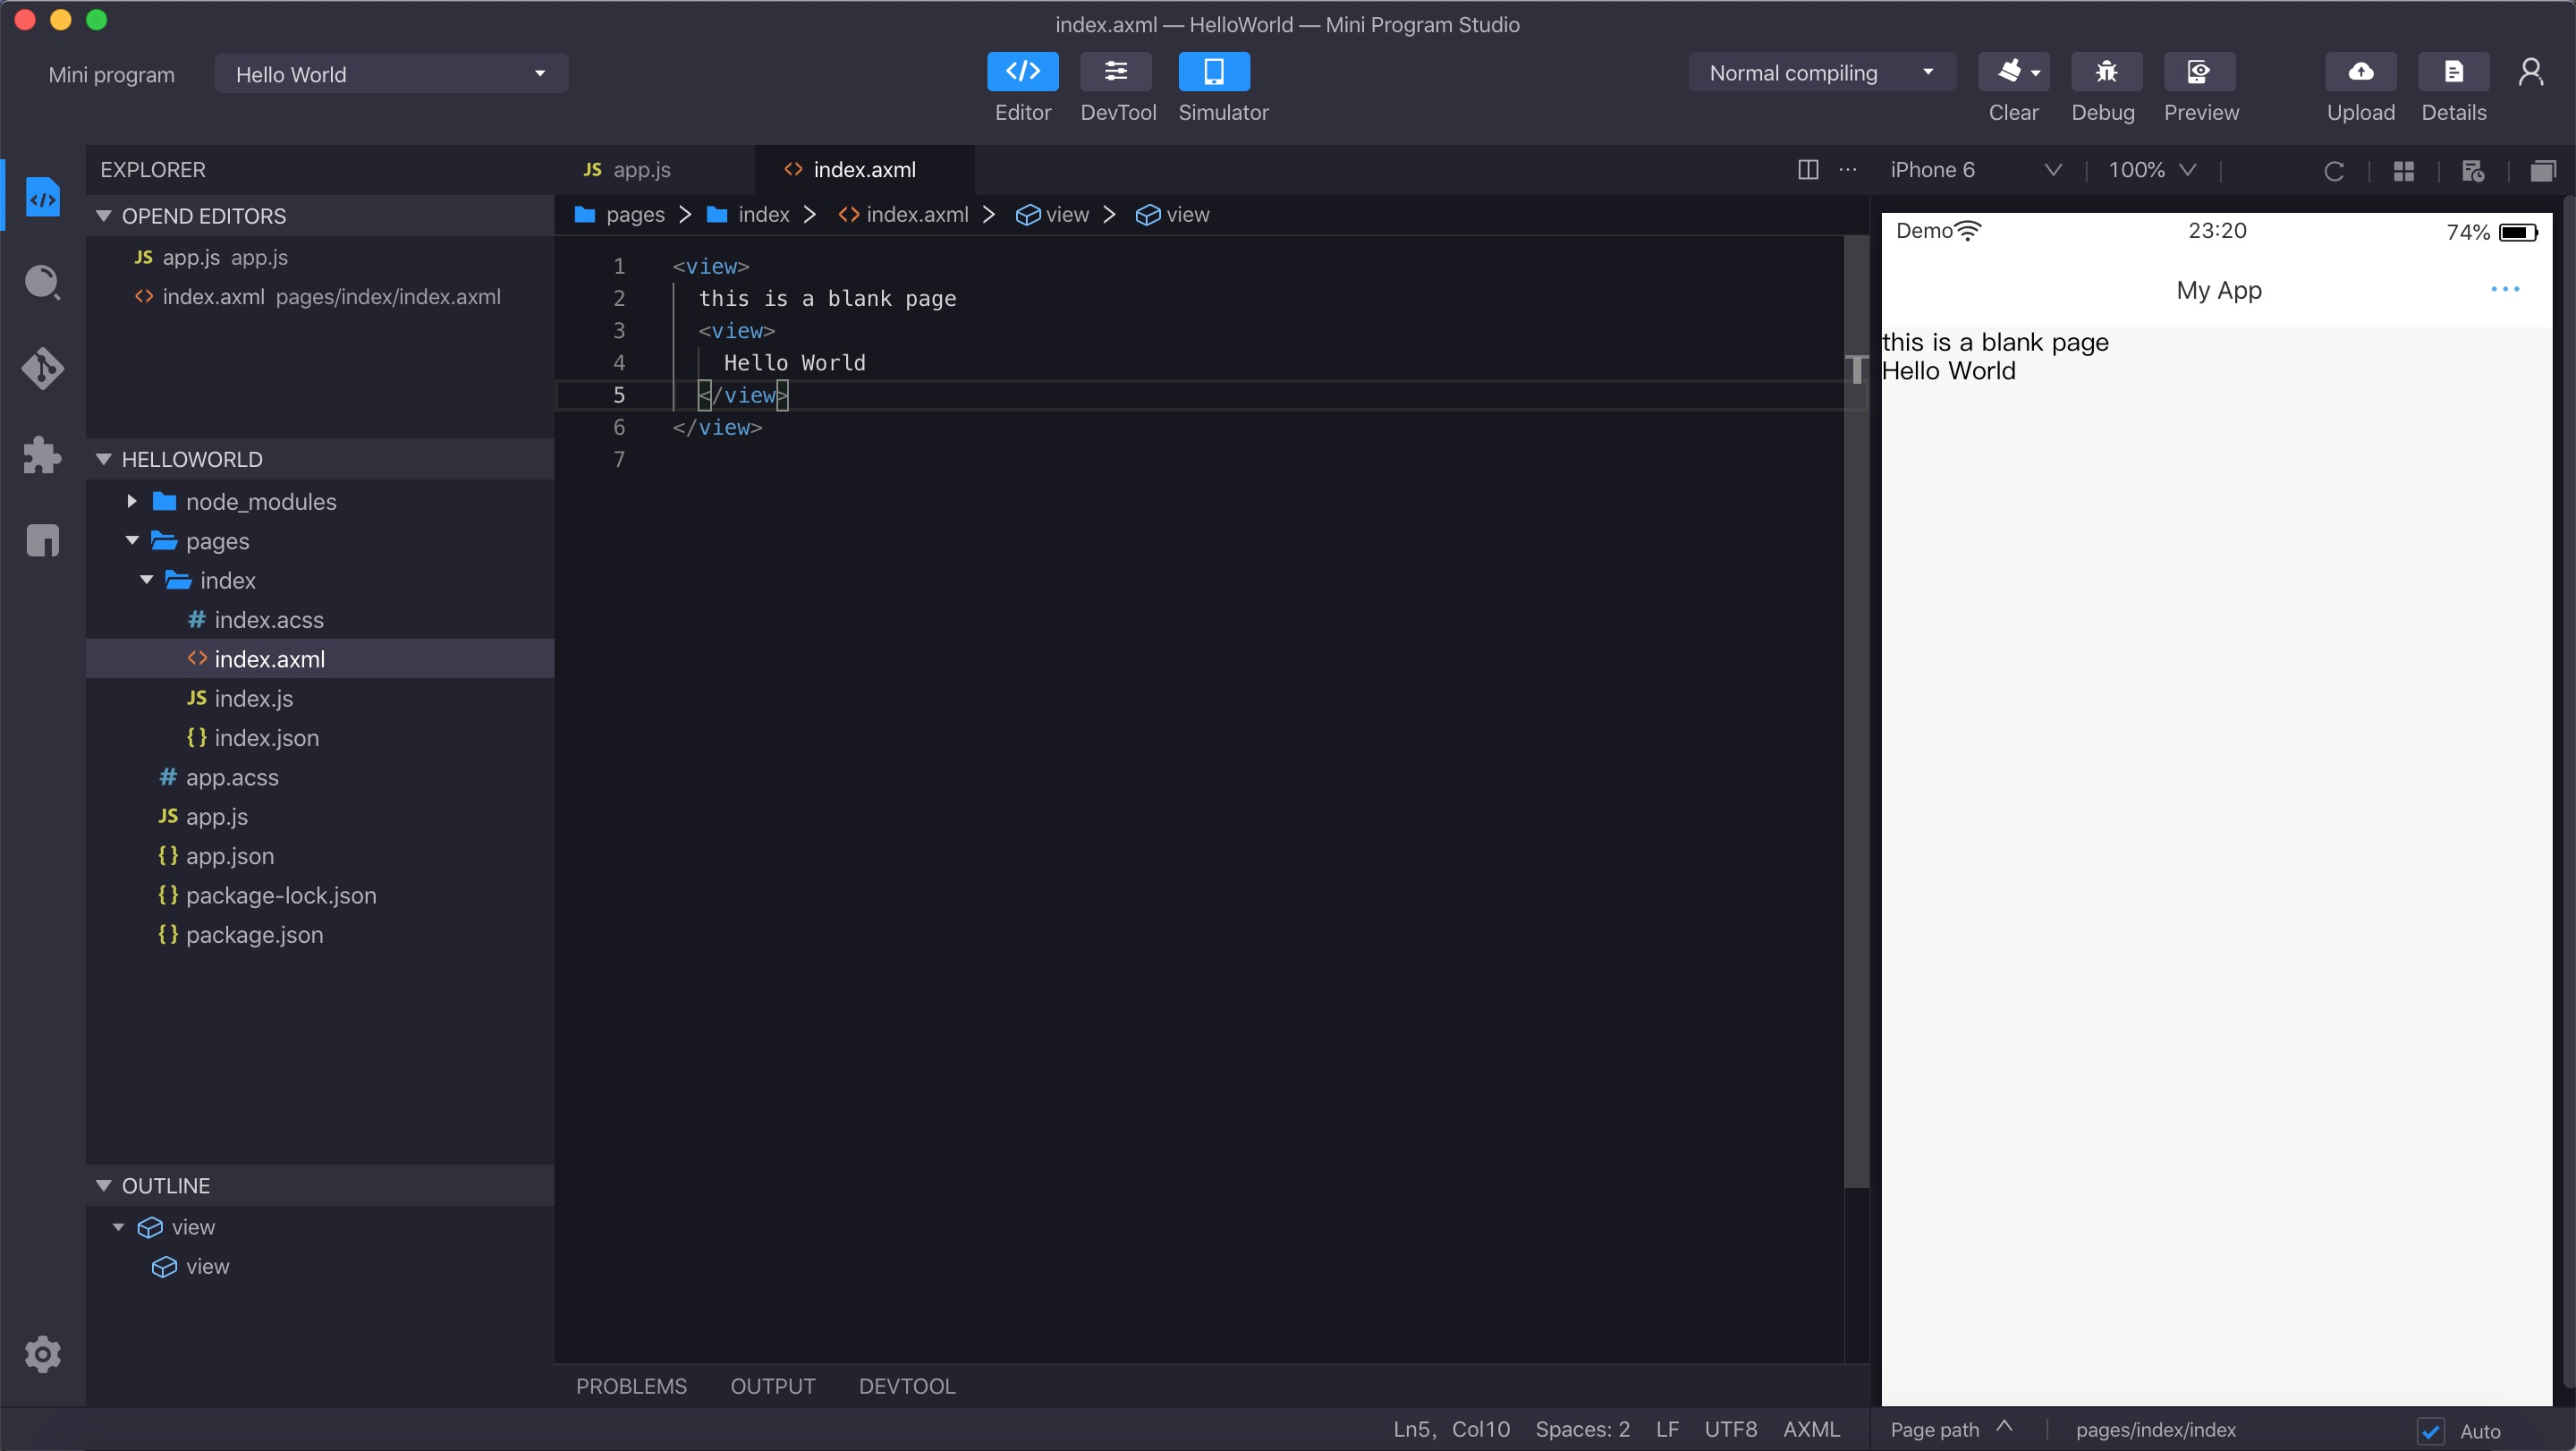 index.axml — HelloWorld — Mini Program Studio
Mini program
Hello World
Editor
DevTool
Simulator
Normal compiling
Clear
Debug
Preview
Upload
Details
EXPLORER
OPEND EDITORS
JS app.js app.js
<> index.axml pages/index/index.axml
HELLOWORLD
node_modules
pages
index
# index.acss
<> index.axml
JS index.js
{} index.json
# app.acss
JS app.js
{} app.json
{} package-lock.json
{} package.json
OUTLINE
view
view
JS app.js
<> index.axml
pages > index > <> index.axml > view > view
1 <view>
2 this is a blank page
3 <view>
4 Hello World
5 </view>
6 </view>
7
PROBLEMS
OUTPUT
DEVTOOL
Ln5, Col10
Spaces: 2
LF
UTF8
AXML
iPhone 6
100%
Demo
23:20
74%
My App
this is a blank page
Hello World
Page path
pages/index/index
Auto